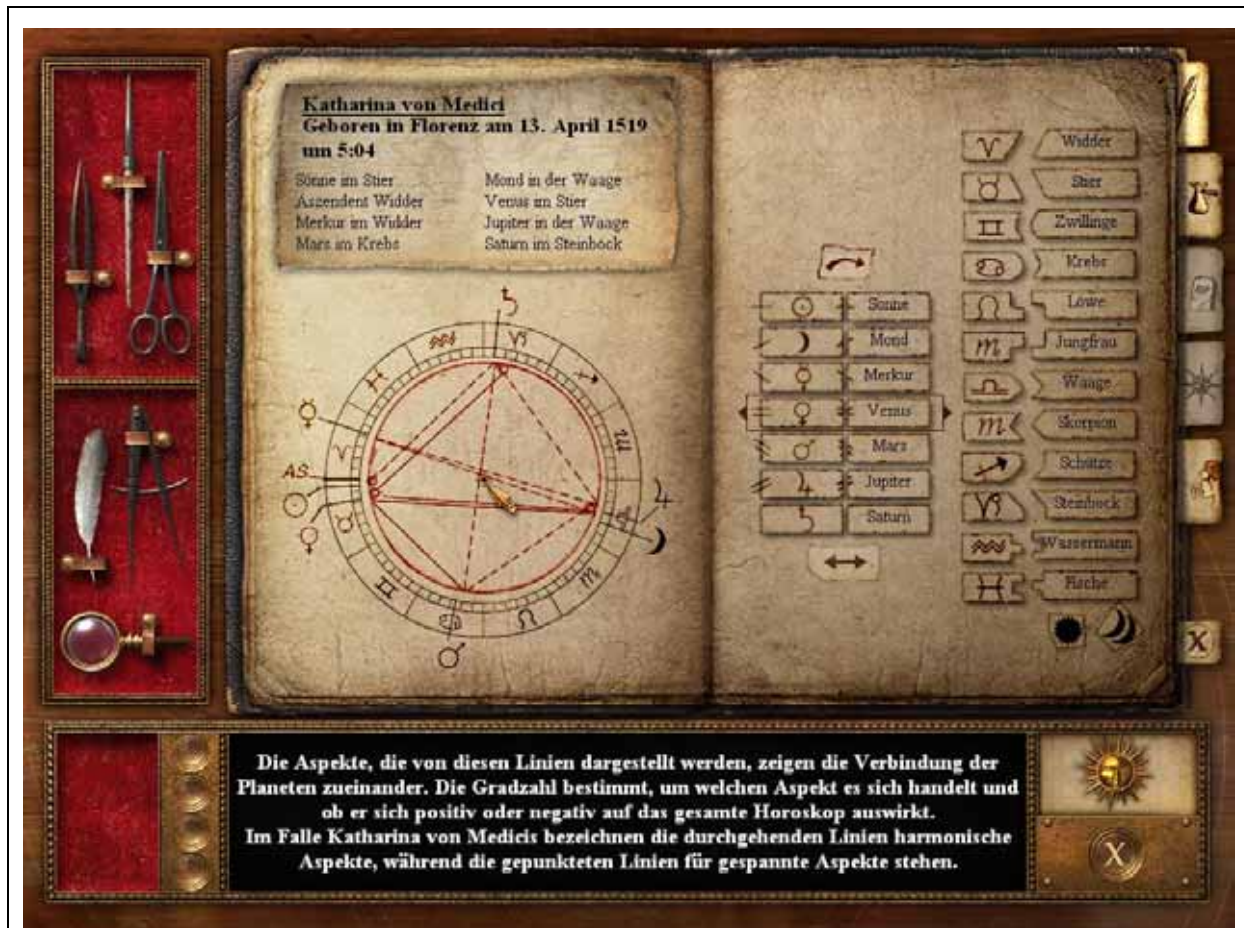 Katharina von Medici
Geboren in Florenz am 13. April 1519
um 5:04
Sonne im Stier
Aszendent Widder
Merkur im Widder
Mars im Krebs
Mond in der Waage
Venus im Stier
Jupiter in der Waage
Saturn im Steinbock
AS
Sonne
Mond
Merkur
Venus
Mars
Jupiter
Saturn
Widder
Stier
Zwillinge
Krebs
Löwe
Jungfrau
Waage
Skorpion
Schütze
Steinbock
Wassermann
Fische
X
Die Aspekte, die von diesen Linien dargestellt werden, zeigen die Verbindung der
Planeten zueinander. Die Gradzahl bestimmt, um welchen Aspekt es sich handelt und
ob er sich positiv oder negativ auf das gesamte Horoskop auswirkt.
Im Falle Katharina von Medicis bezeichnen die durchgehenden Linien harmonische
Aspekte, während die gepunkteten Linien für gespannte Aspekte stehen.
X